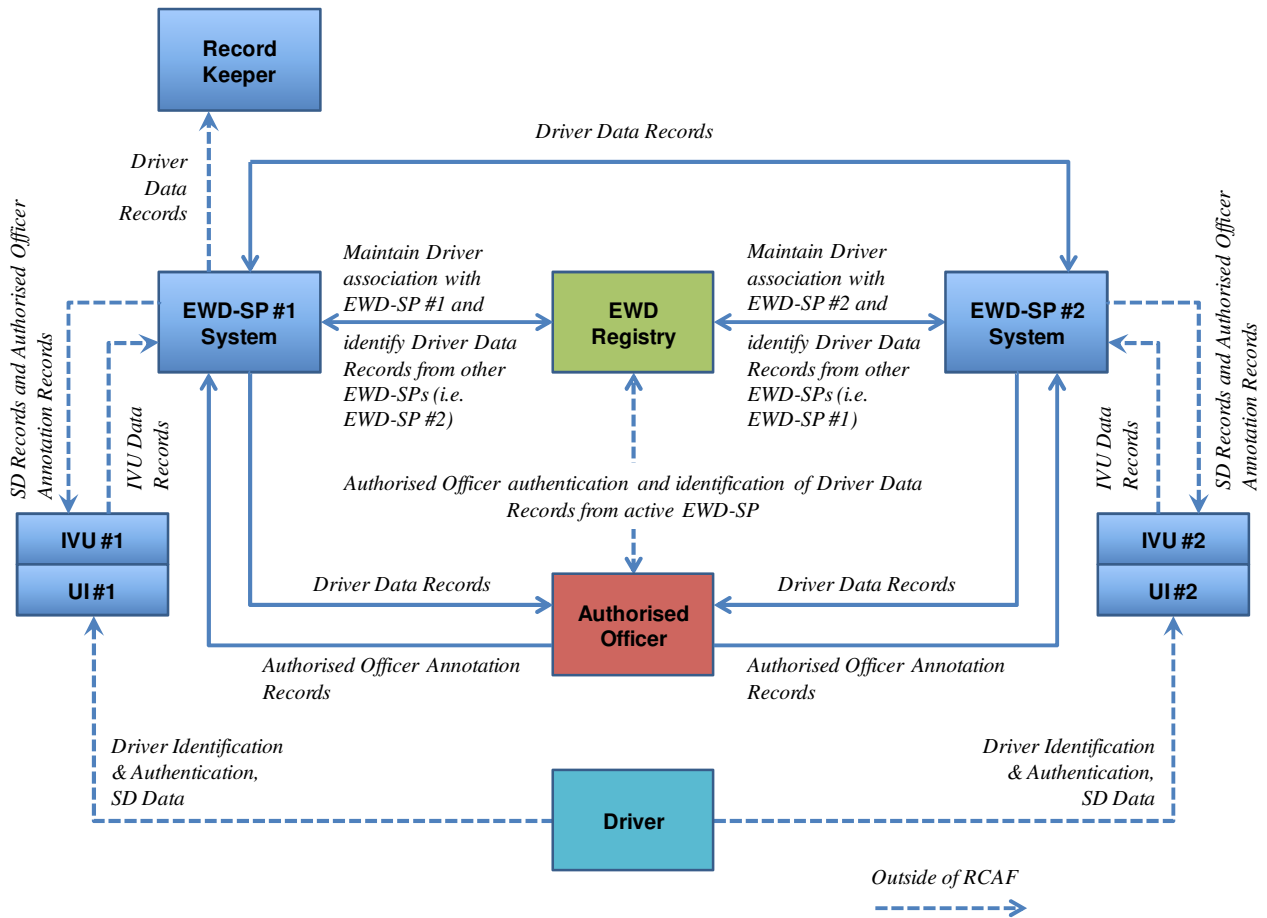 Record
Keeper
Driver Data Records
Driver
Data
Records
SD Records and Authorised Officer
Annotation Records
IVU Data
Records
EWD-SP #1
System
Maintain Driver
association with
EWD-SP #1 and
identify Driver Data
Records from other
EWD-SPs (i.e.
EWD-SP #2)
EWD
Registry
Maintain Driver
association with
EWD-SP #2 and
identify Driver Data
Records from other
EWD-SPs (i.e.
EWD-SP #1)
EWD-SP #2
System
IVU Data
Records
SD Records and Authorised Officer
Annotation Records
Authorised Officer authentication and identification of Driver Data
Records from active EWD-SP
IVU #1
UI #1
IVU #2
UI #2
Driver Data Records
Authorised
Officer
Driver Data Records
Authorised Officer Annotation
Records
Authorised Officer Annotation
Records
Driver Identification
& Authentication,
SD Data
Driver
Driver Identification
& Authentication,
SD Data
Outside of RCAF